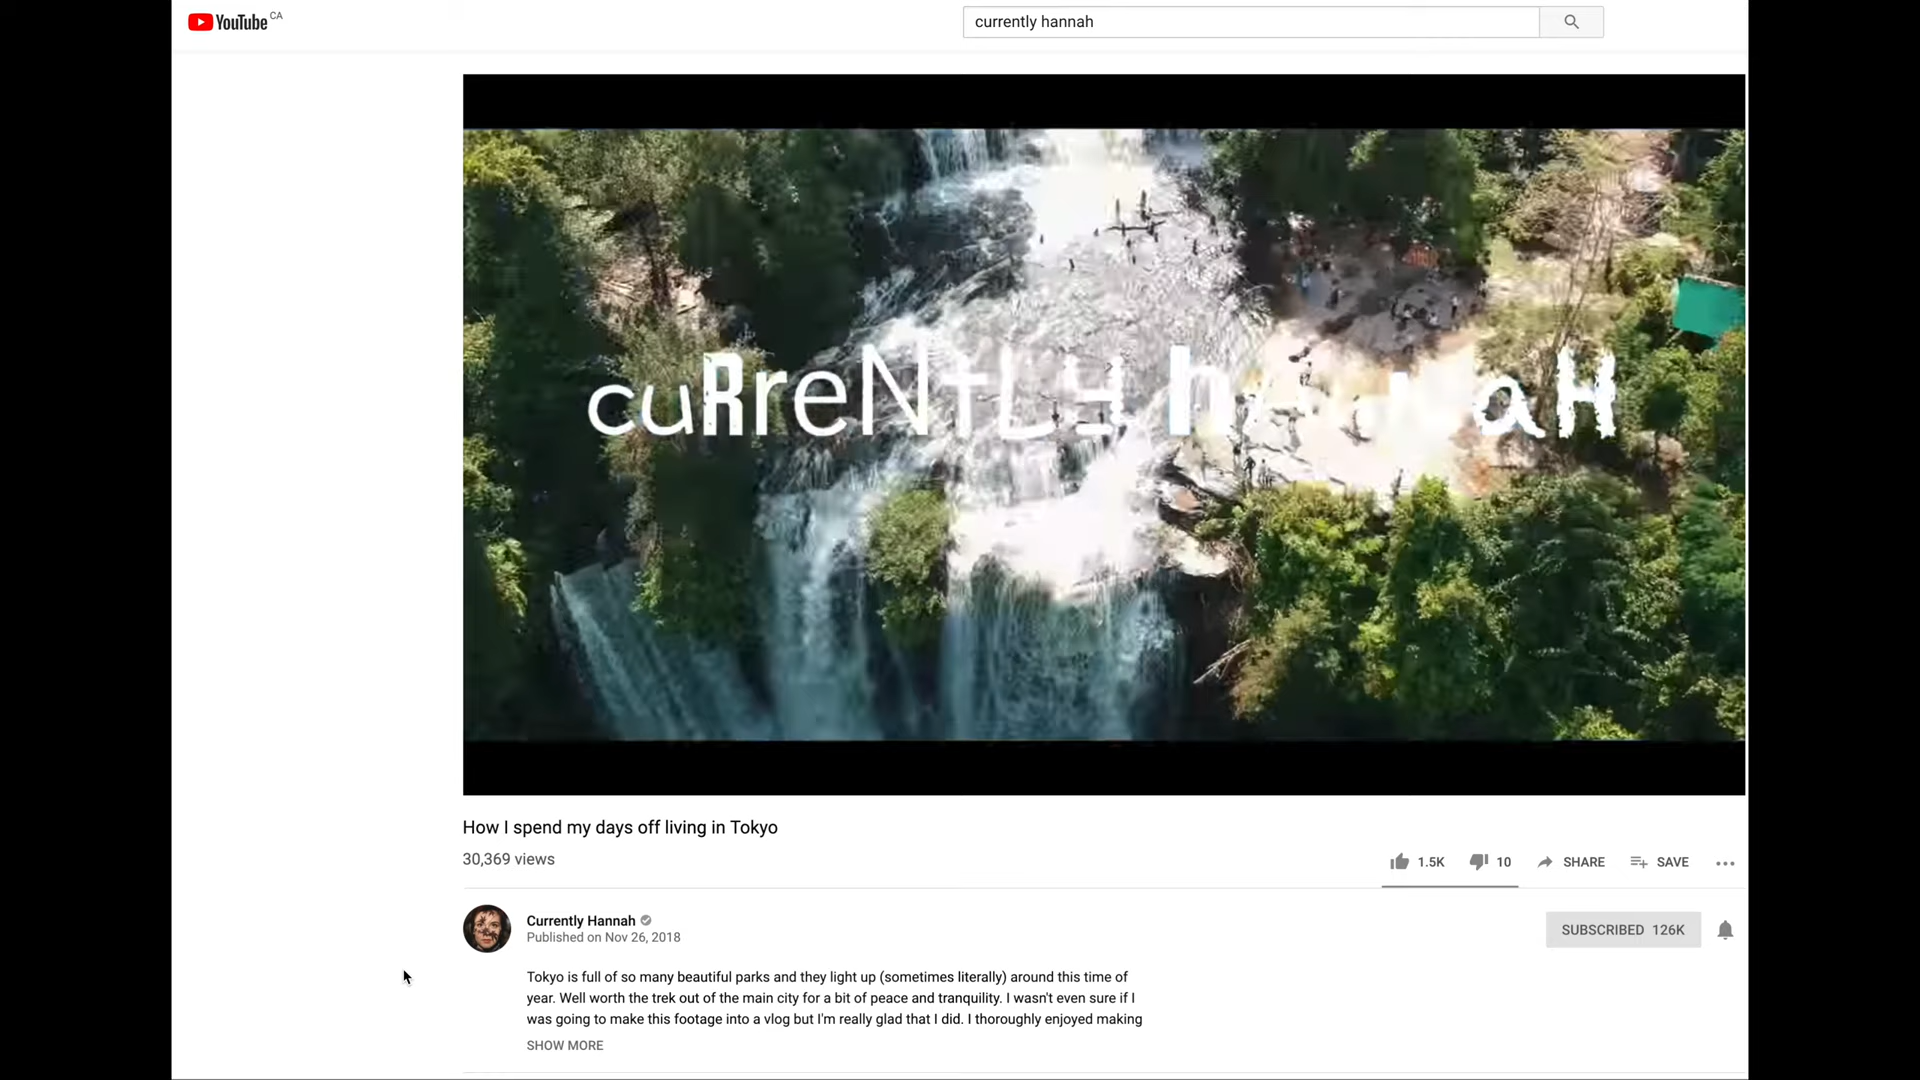 YouTube CA
currently hannah
cuRreNtLy haNNaH
How I spend my days off living in Tokyo
30,369 views
1.5K
10
SHARE
SAVE
Currently Hannah
Published on Nov 26, 2018
SUBSCRIBED 126K
Tokyo is full of so many beautiful parks and they light up (sometimes literally) around this time of
year. Well worth the trek out of the main city for a bit of peace and tranquility. I wasn't even sure if I
was going to make this footage into a vlog but I'm really glad that I did. I thoroughly enjoyed making
SHOW MORE